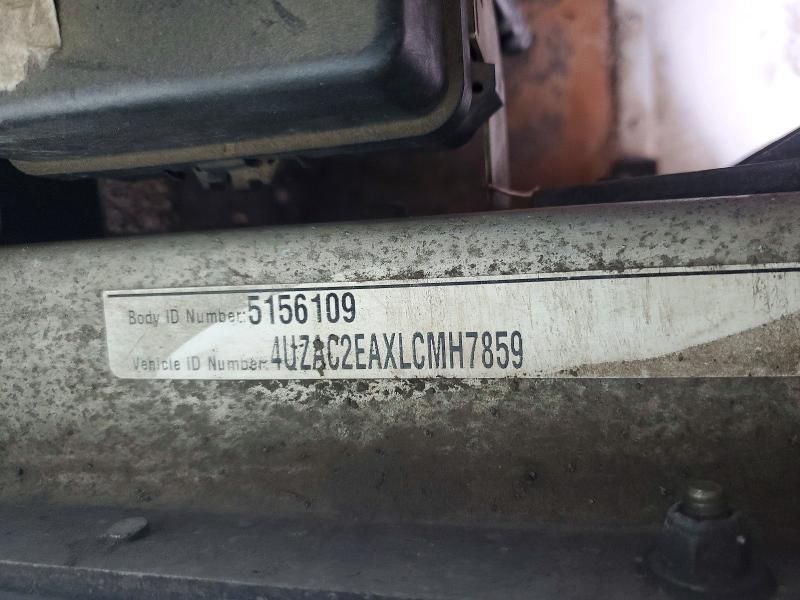 Body ID Number: 5156109
Vehicle ID Number: 4UZAC2EAXLCMH7859